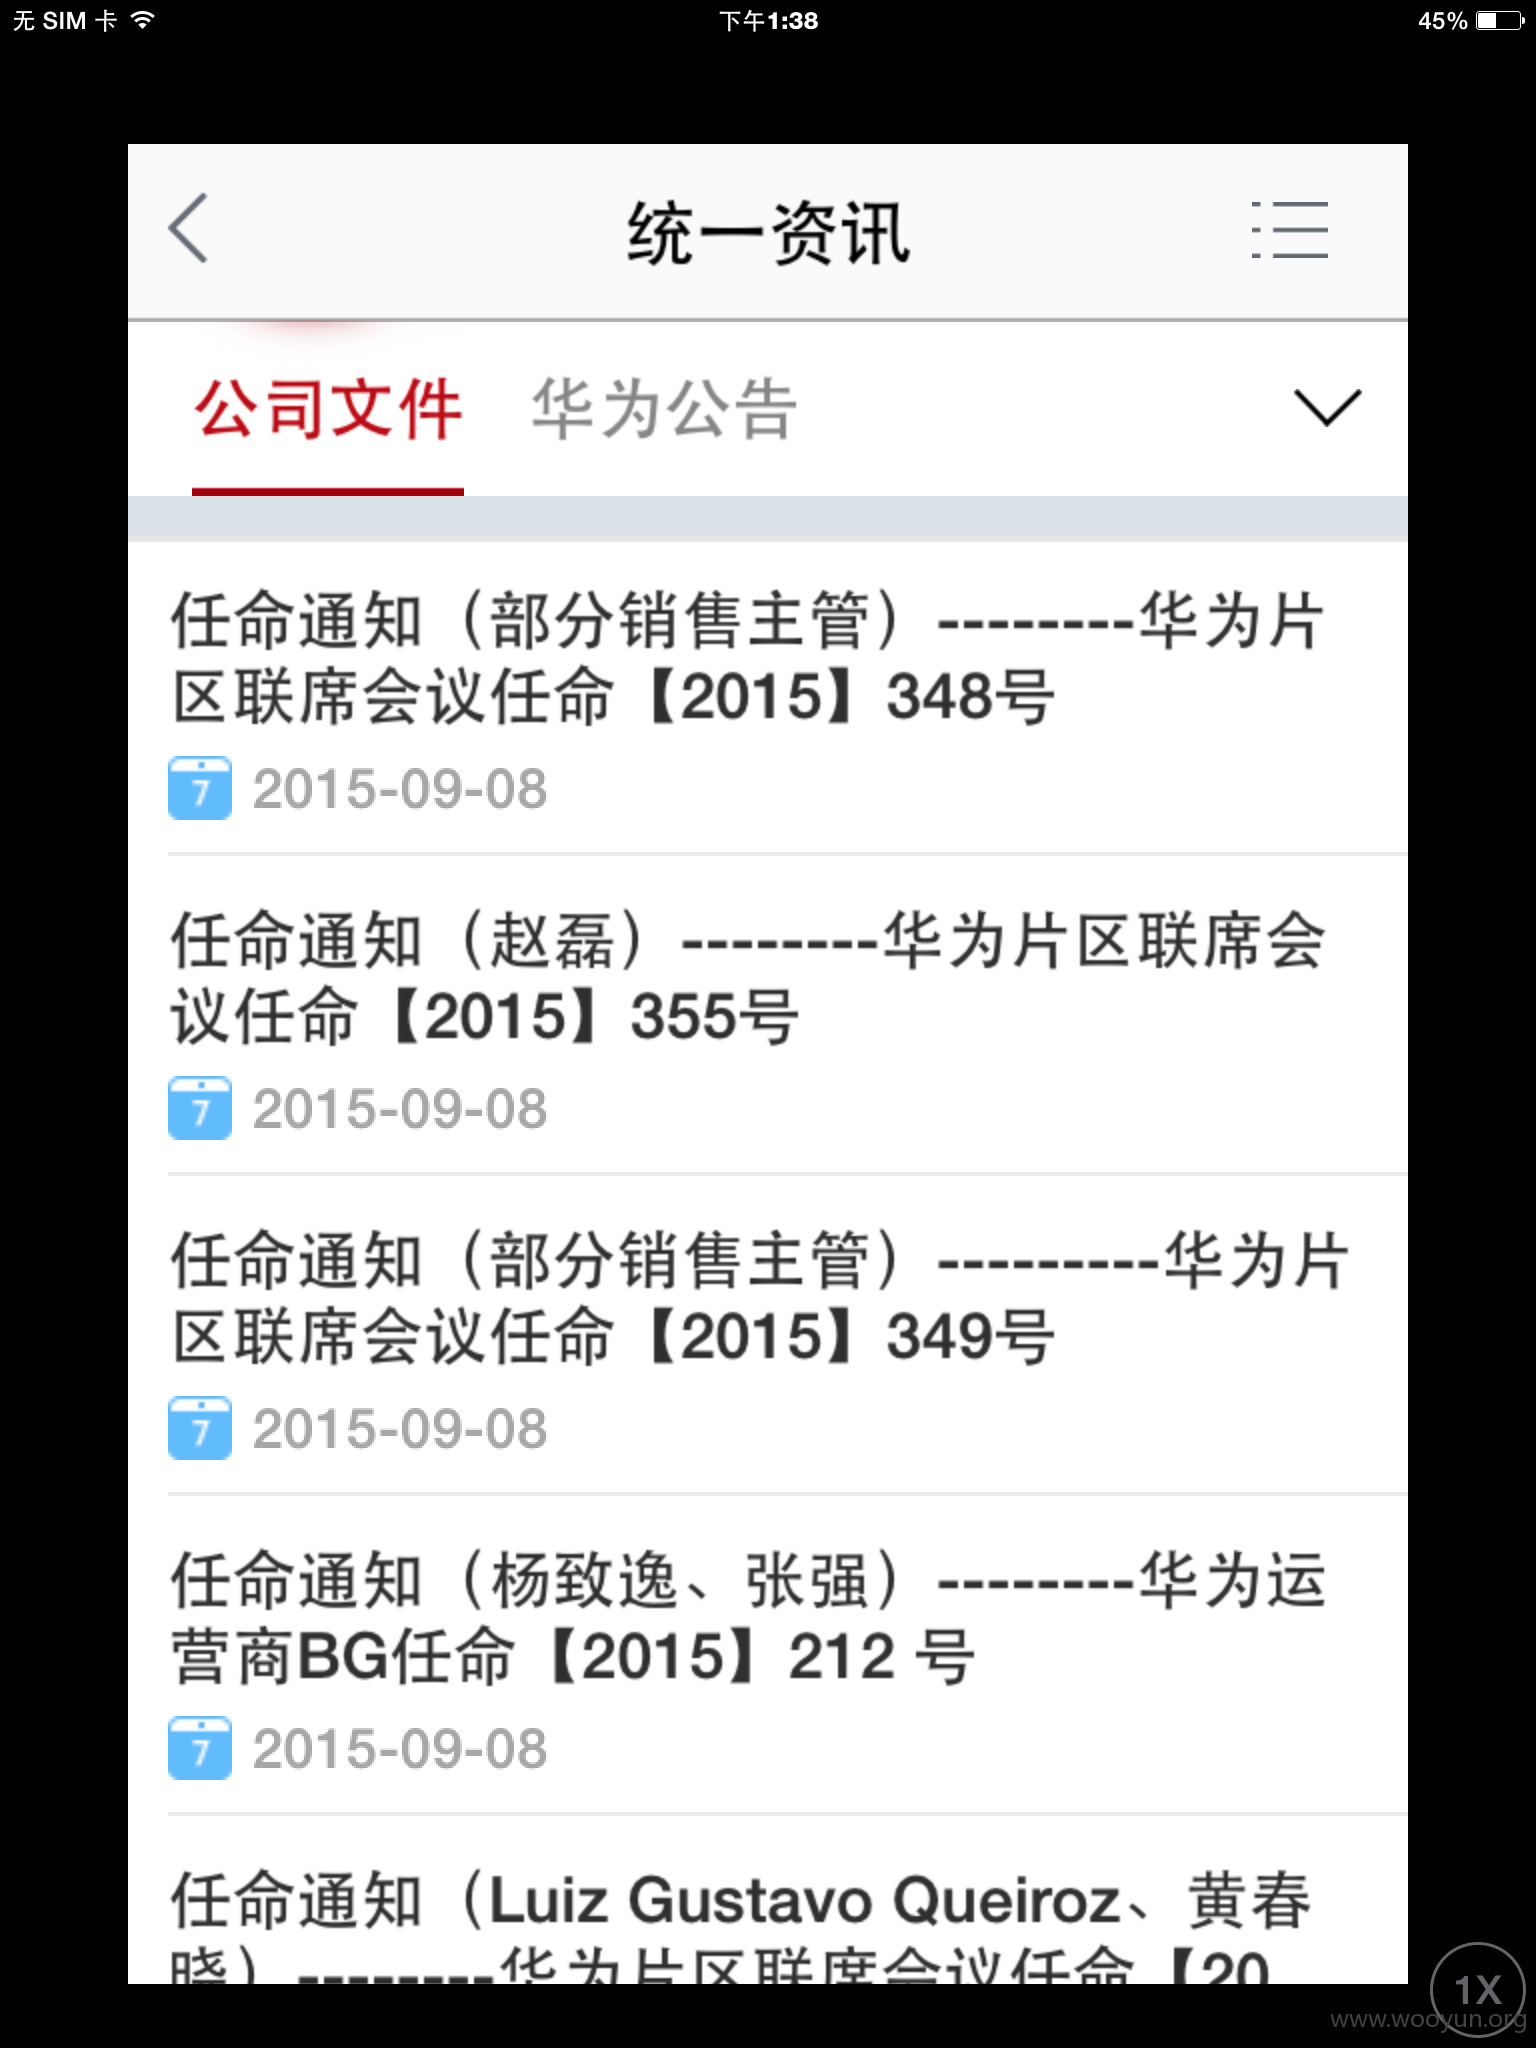 无 SIM 卡 下午1:38 45%
统一资讯
公司文件 华为公告
任命通知（部分销售主管）--------华为片
区联席会议任命【2015】348号
7 2015-09-08
任命通知（赵磊）--------华为片区联席会
议任命【2015】355号
7 2015-09-08
任命通知（部分销售主管）---------华为片
区联席会议任命【2015】349号
7 2015-09-08
任命通知（杨致逸、张强）--------华为运
营商BG任命【2015】212 号
7 2015-09-08
任命通知（Luiz Gustavo Queiroz、黄春
晓）--------华为片区联席会议任命【20
1X
www.wooyun.org